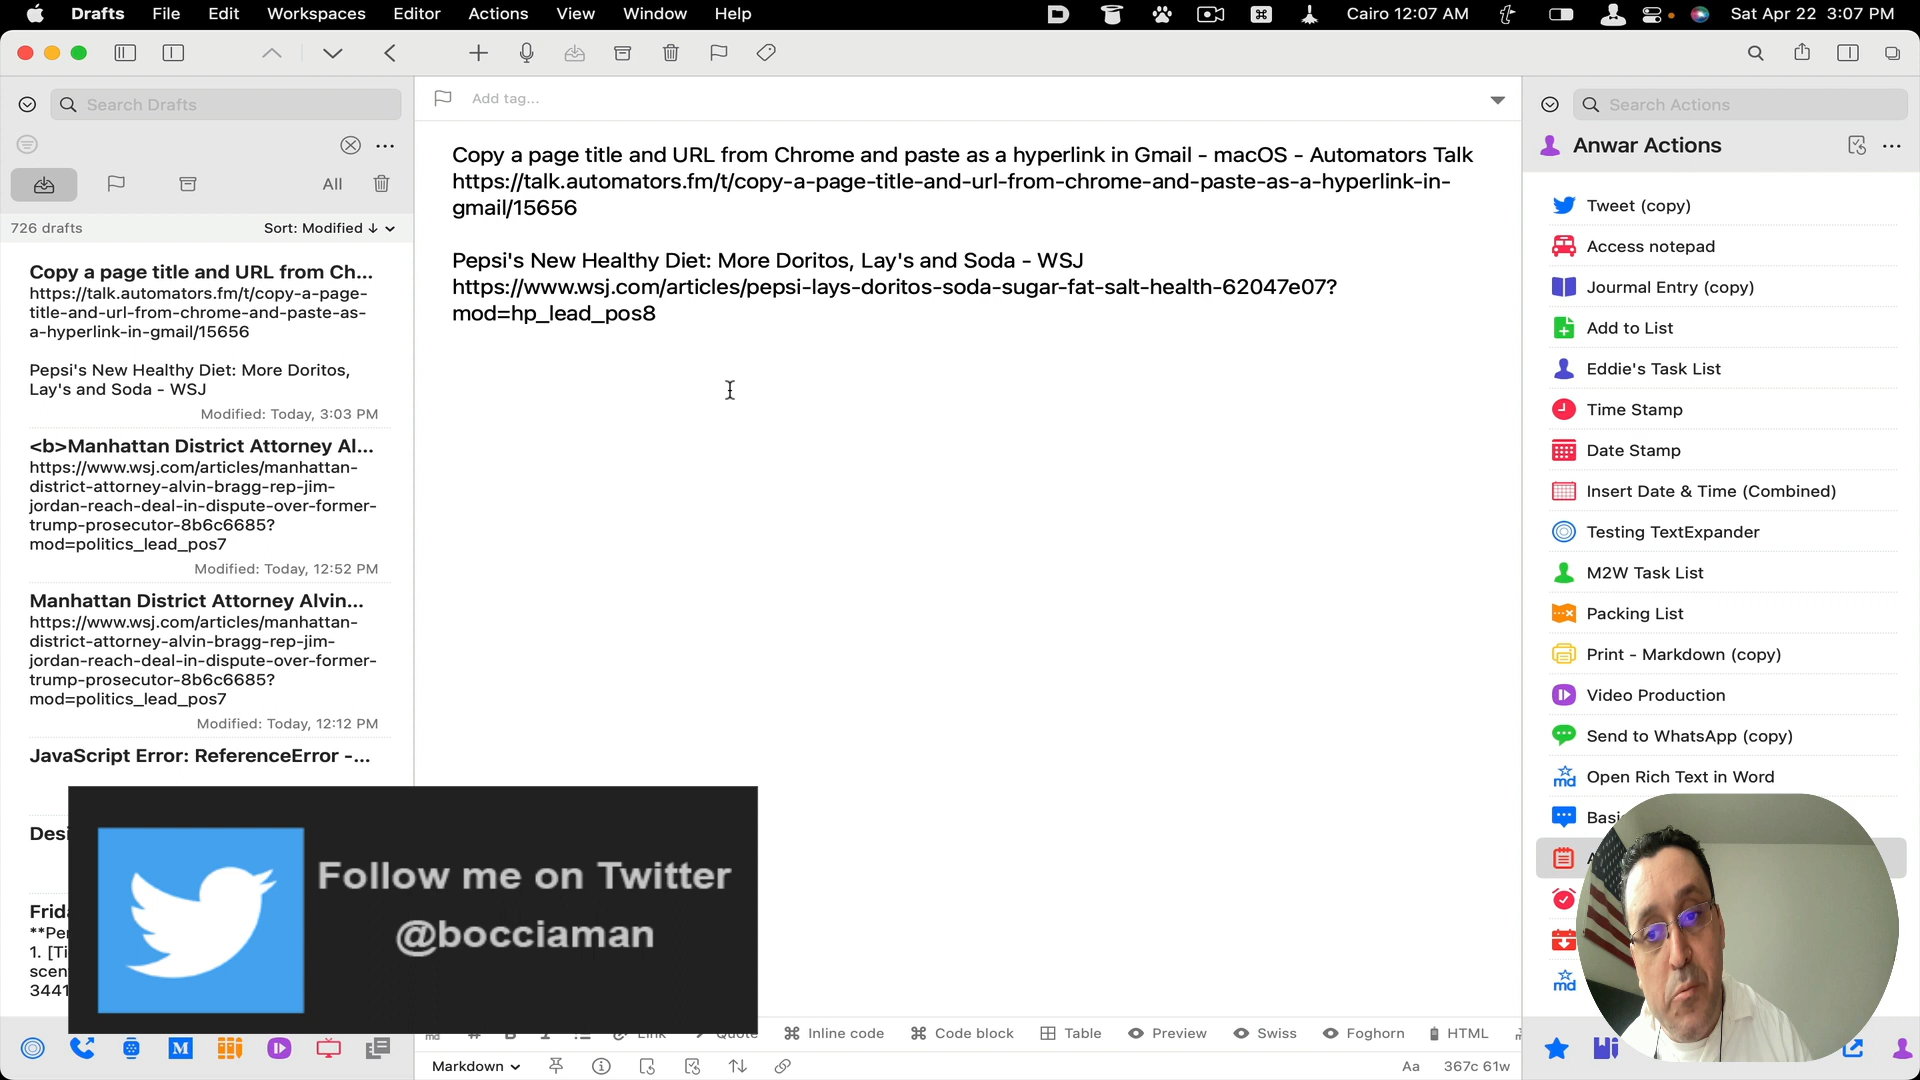 Drafts File Edit Workspaces Editor Actions View Window Help
Cairo 12:07 AM
Sat Apr 22 3:07 PM
Search Drafts
All
726 drafts
Sort: Modified ↓
Copy a page title and URL from Ch...
https://talk.automators.fm/t/copy-a-page-
title-and-url-from-chrome-and-paste-as-
a-hyperlink-in-gmail/15656
Pepsi's New Healthy Diet: More Doritos,
Lay's and Soda - WSJ
Modified: Today, 3:03 PM
<b>Manhattan District Attorney Al...
https://www.wsj.com/articles/manhattan-
district-attorney-alvin-bragg-rep-jim-
jordan-reach-deal-in-dispute-over-former-
trump-prosecutor-8b6c6685?
mod=politics_lead_pos7
Modified: Today, 12:52 PM
Manhattan District Attorney Alvin...
https://www.wsj.com/articles/manhattan-
district-attorney-alvin-bragg-rep-jim-
jordan-reach-deal-in-dispute-over-former-
trump-prosecutor-8b6c6685?
mod=politics_lead_pos7
Modified: Today, 12:12 PM
JavaScript Error: ReferenceError -...
1. [Ti
scen
3441
Follow me on Twitter
@bocciaman
Add tag...
Copy a page title and URL from Chrome and paste as a hyperlink in Gmail - macOS - Automators Talk
https://talk.automators.fm/t/copy-a-page-title-and-url-from-chrome-and-paste-as-a-hyperlink-in-
gmail/15656
Pepsi's New Healthy Diet: More Doritos, Lay's and Soda - WSJ
https://www.wsj.com/articles/pepsi-lays-doritos-soda-sugar-fat-salt-health-62047e07?
mod=hp_lead_pos8
Link Quote Inline code Code block Table Preview Swiss Foghorn HTML
Markdown
Aa 367c 61w
Search Actions
Anwar Actions
Tweet (copy)
Access notepad
Journal Entry (copy)
Add to List
Eddie's Task List
Time Stamp
Date Stamp
Insert Date & Time (Combined)
Testing TextExpander
M2W Task List
Packing List
Print - Markdown (copy)
Video Production
Send to WhatsApp (copy)
Open Rich Text in Word
md
md